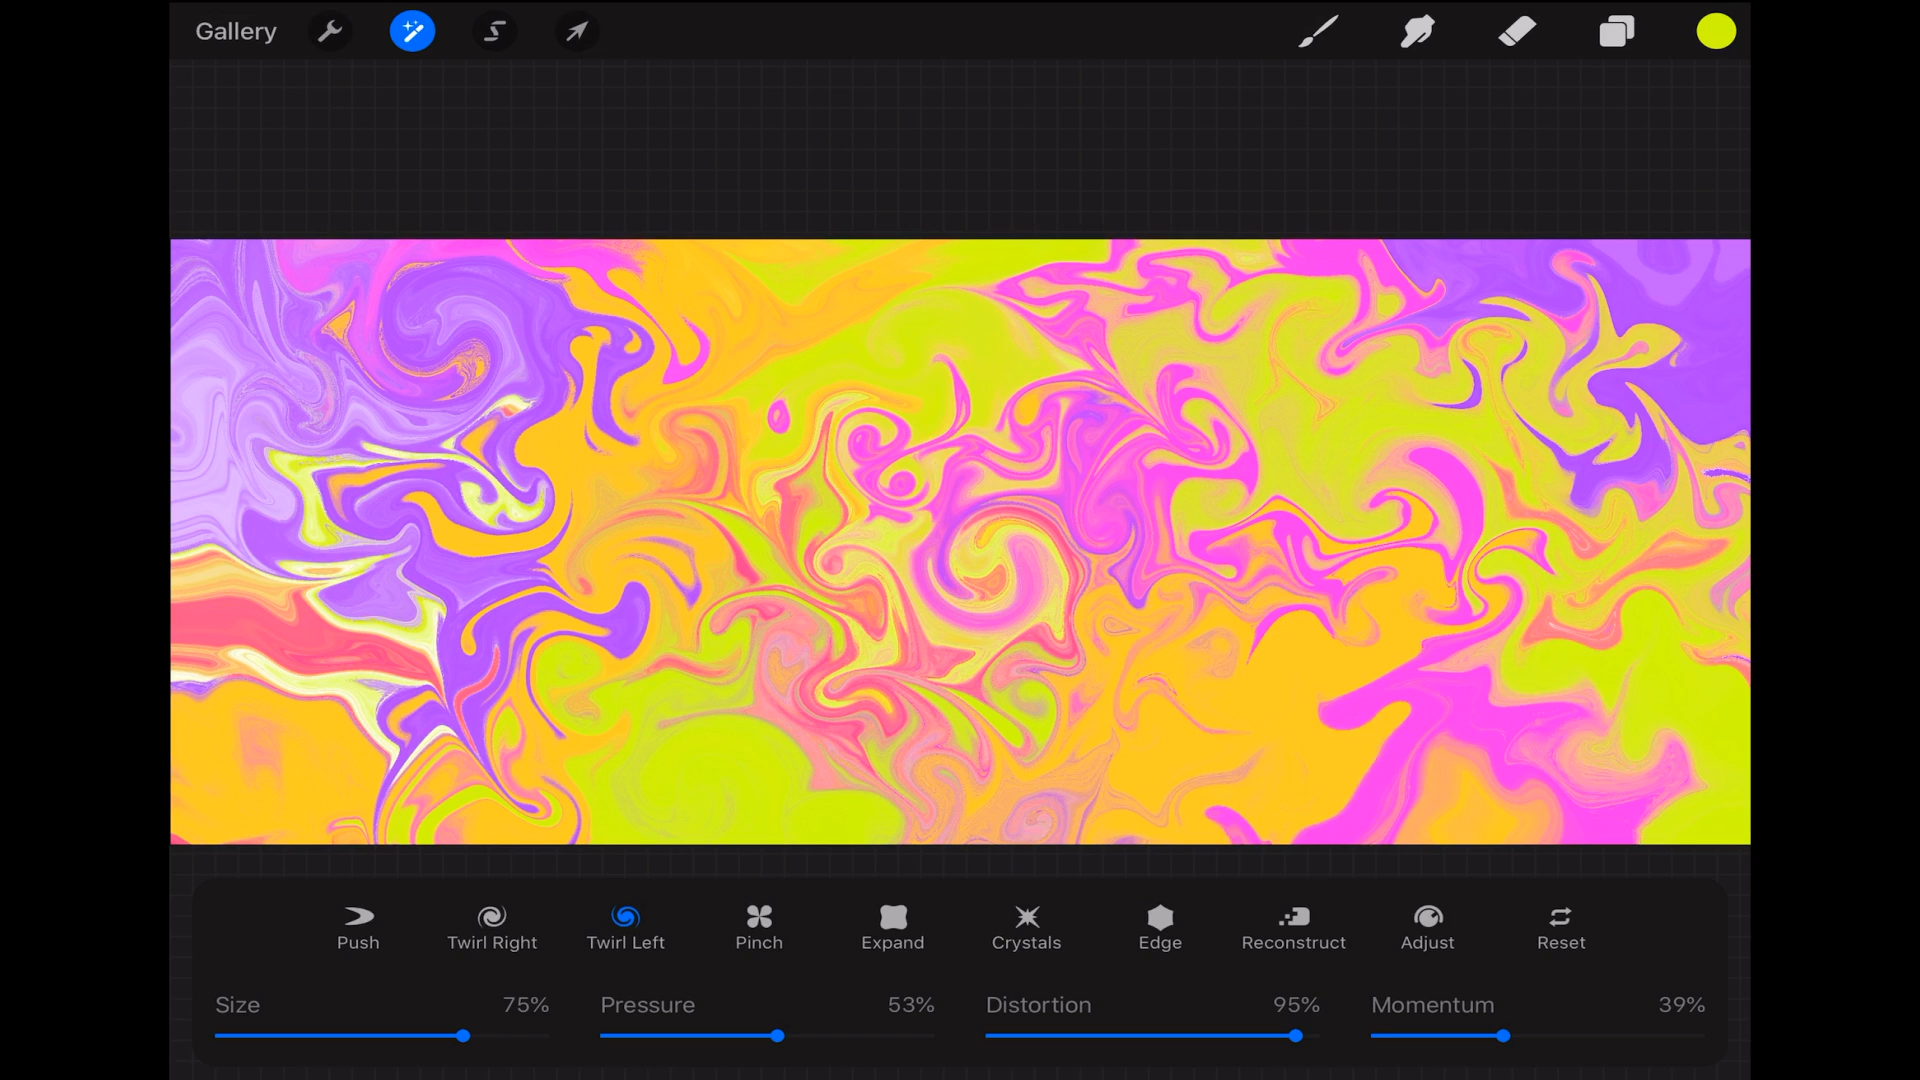 Gallery
Push Twirl Right Twirl Left Pinch Expand Crystals Edge Reconstruct Adjust Reset
Size 75% Pressure 53% Distortion 95% Momentum 39%